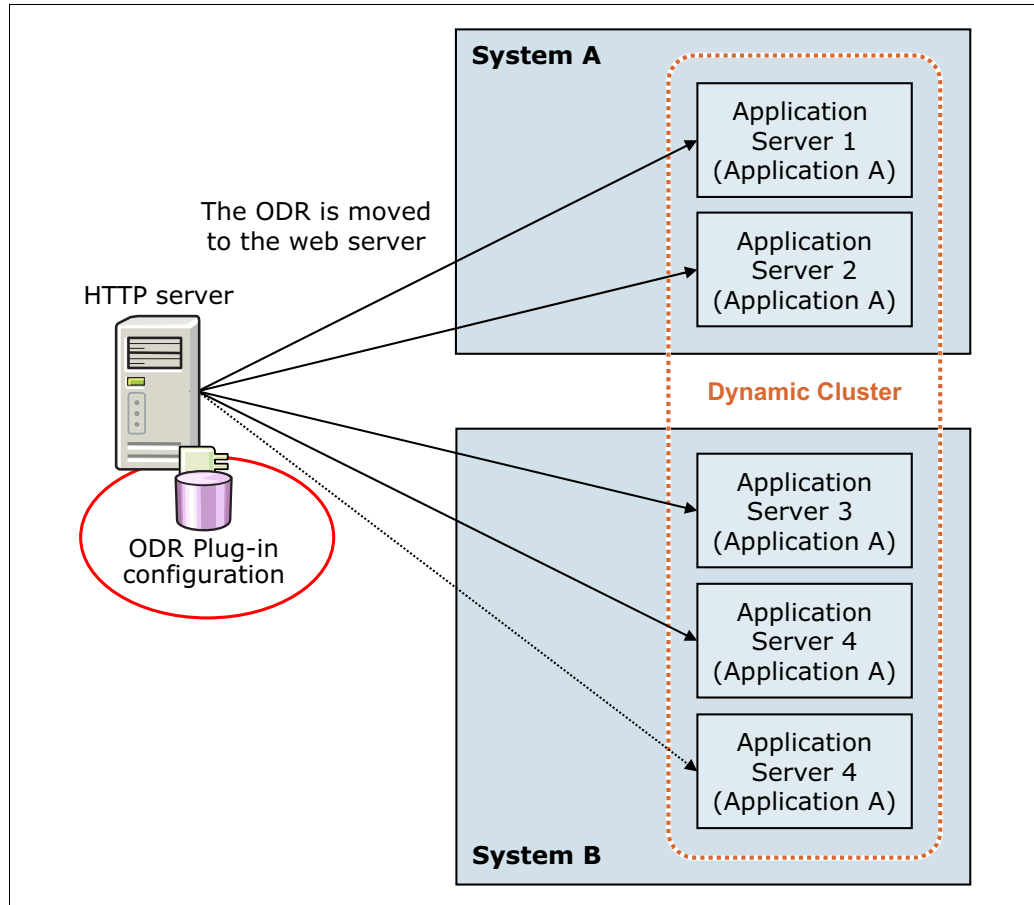 System A
Application
Server 1
(Application A)
The ODR is moved
to the web server
Application
Server 2
(Application A)
HTTP server
Dynamic Cluster
Application
Server 3
(Application A)
ODR Plug-in
configuration
Application
Server 4
(Application A)
Application
Server 4
(Application A)
System B